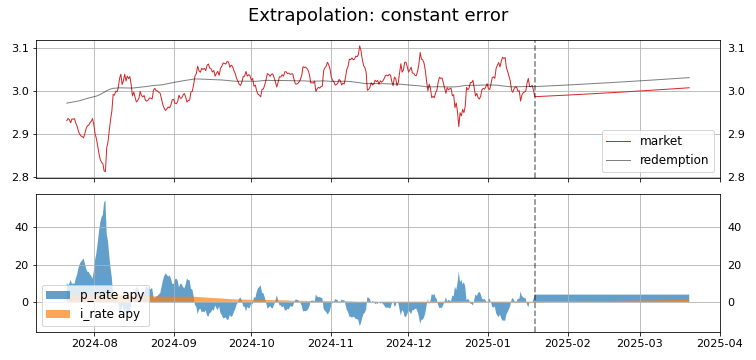 Extrapolation: constant error
3.1
3.0
2.9
2.8
3.1
3.0
2.9
2.8
market
redemption
40
20
0
40
20
0
p_rate apy
i_rate apy
2024-08 2024-09 2024-10 2024-11 2024-12 2025-01 2025-02 2025-03 2025-04